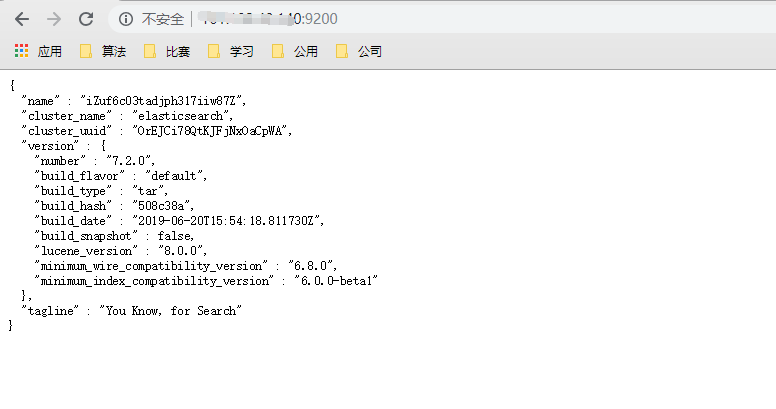 不安全 :9200
应用 算法 比赛 学习 公用 公司
{
"name" : "iZuf6c03tadjph317iiw87Z",
"cluster_name" : "elasticsearch",
"cluster_uuid" : "OrEJCi78QtKJFjNxOaCpWA",
"version" : {
"number" : "7.2.0",
"build_flavor" : "default",
"build_type" : "tar",
"build_hash" : "508c38a",
"build_date" : "2019-06-20T15:54:18.811730Z",
"build_snapshot" : false,
"lucene_version" : "8.0.0",
"minimum_wire_compatibility_version" : "6.8.0",
"minimum_index_compatibility_version" : "6.0.0-beta1"
},
"tagline" : "You Know, for Search"
}